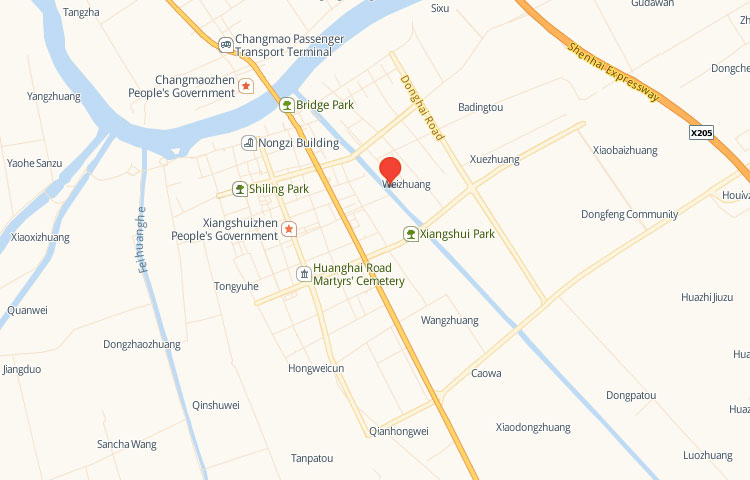 Sixu
Gudawan
Tangzha
Changmao Passenger
Transport Terminal
Shenhai Expressway
Dongche
Changmaozhen
People's Government
Donghai Road
Yangzhuang
Bridge Park
Badingtou
X205
Nongzi Building
Xiaobaizhuang
Yaohe Sanzu
Xuezhuang
Shiling Park
Weizhuang
Houivz
Dongfeng Community
Xiangshuizhen
People's Government
Xiangshui Park
Xiaoxizhuang
Feihuanghe
Huanghai Road
Martyrs' Cemetery
Tongyuhe
Huazhi Jiuzu
Quanwei
Wangzhuang
Dongzhaozhuang
Hua
Jiangduo
Hongweicun
Caowa
Dongpatou
Qinshuwei
Huaz
Qianhongwei
Xiaodongzhuang
Sancha Wang
Tanpatou
Luozhuang